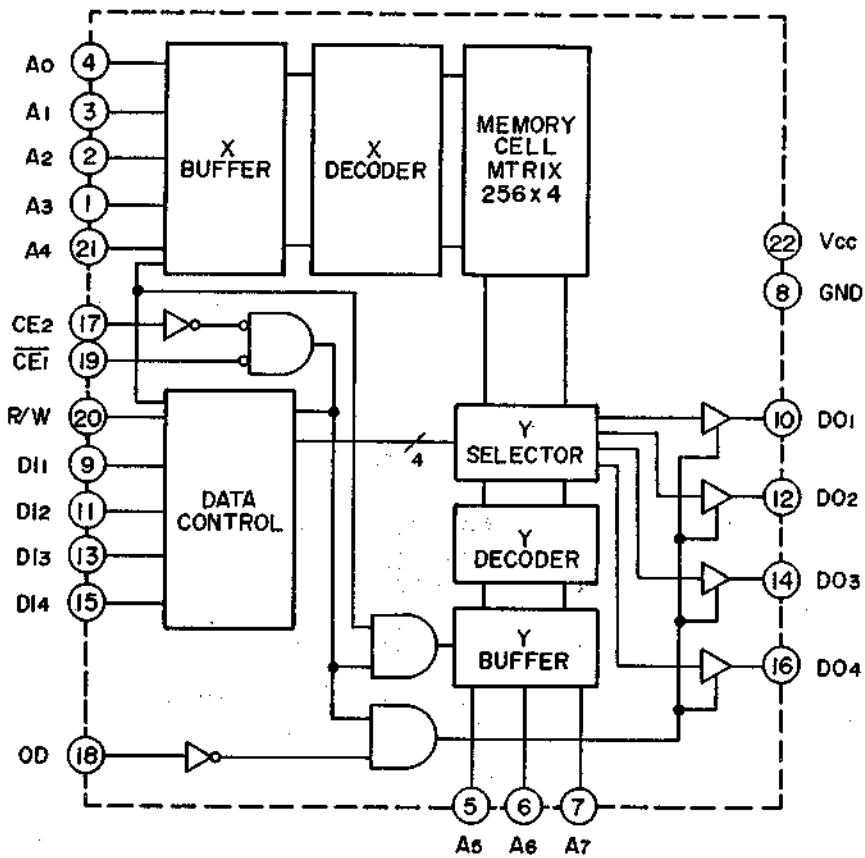 A0 4
A1 3
A2 2
A3 1
A4 21
CE2 17
CE1 19
R/W 20
DI1 9
DI2 11
DI3 13
DI4 15
OD 18
X
BUFFER
X
DECODER
MEMORY
CELL
MTRIX
256x4
DATA
CONTROL
4
Y
SELECTOR
Y
DECODER
Y
BUFFER
22 Vcc
8 GND
10 DO1
12 DO2
14 DO3
16 DO4
5 6 7
A5 A6 A7